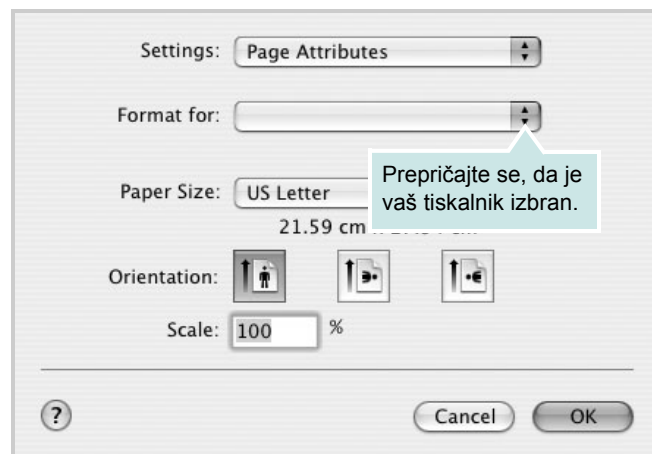 Settings: Page Attributes
Format for:
Prepričajte se, da je
vaš tiskalnik izbran.
Paper Size: US Letter
21.59 cm
Orientation:
Scale: 100 %
? Cancel OK